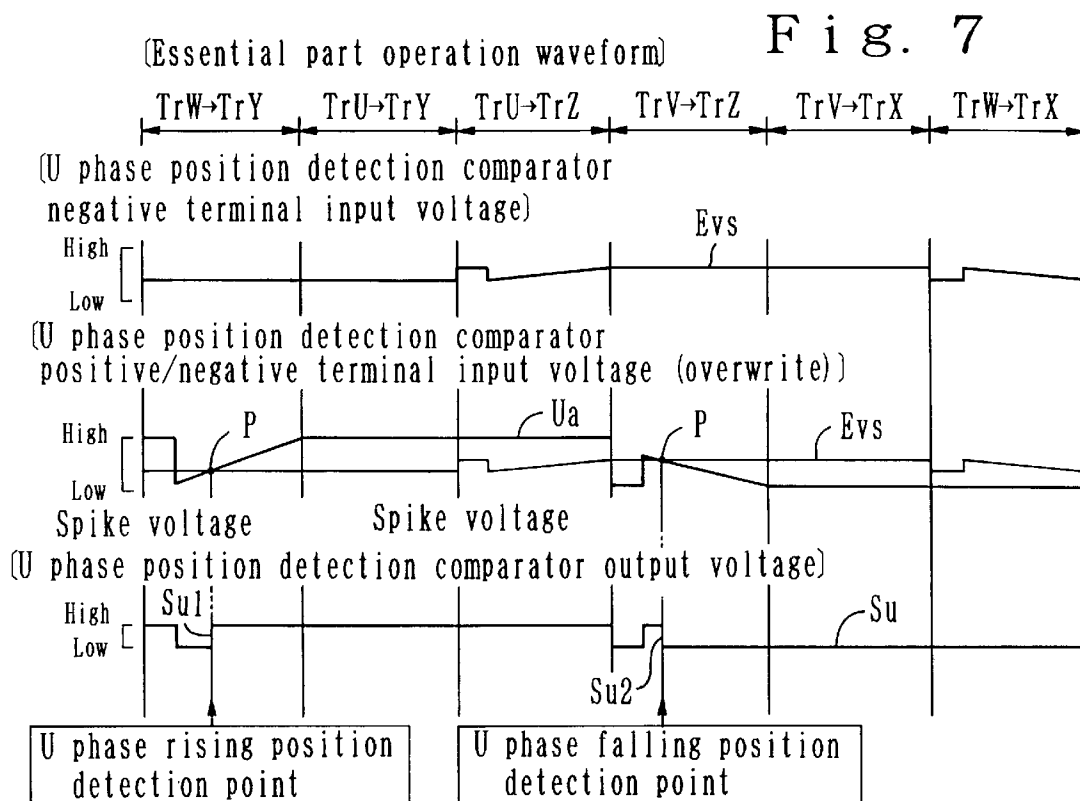 Fig. 7
(Essential part operation waveform)
TrW→TrY TrU→TrY TrU→TrZ TrV→TrZ TrV→TrX TrW→TrX
(U phase position detection comparator
negative terminal input voltage)
Evs
High
Low
(U phase position detection comparator
positive/negative terminal input voltage (overwrite))
P Ua P Evs
High
Low
Spike voltage Spike voltage
(U phase position detection comparator output voltage)
Su1 Su
High
Low
Su2
U phase rising position
detection point
U phase falling position
detection point